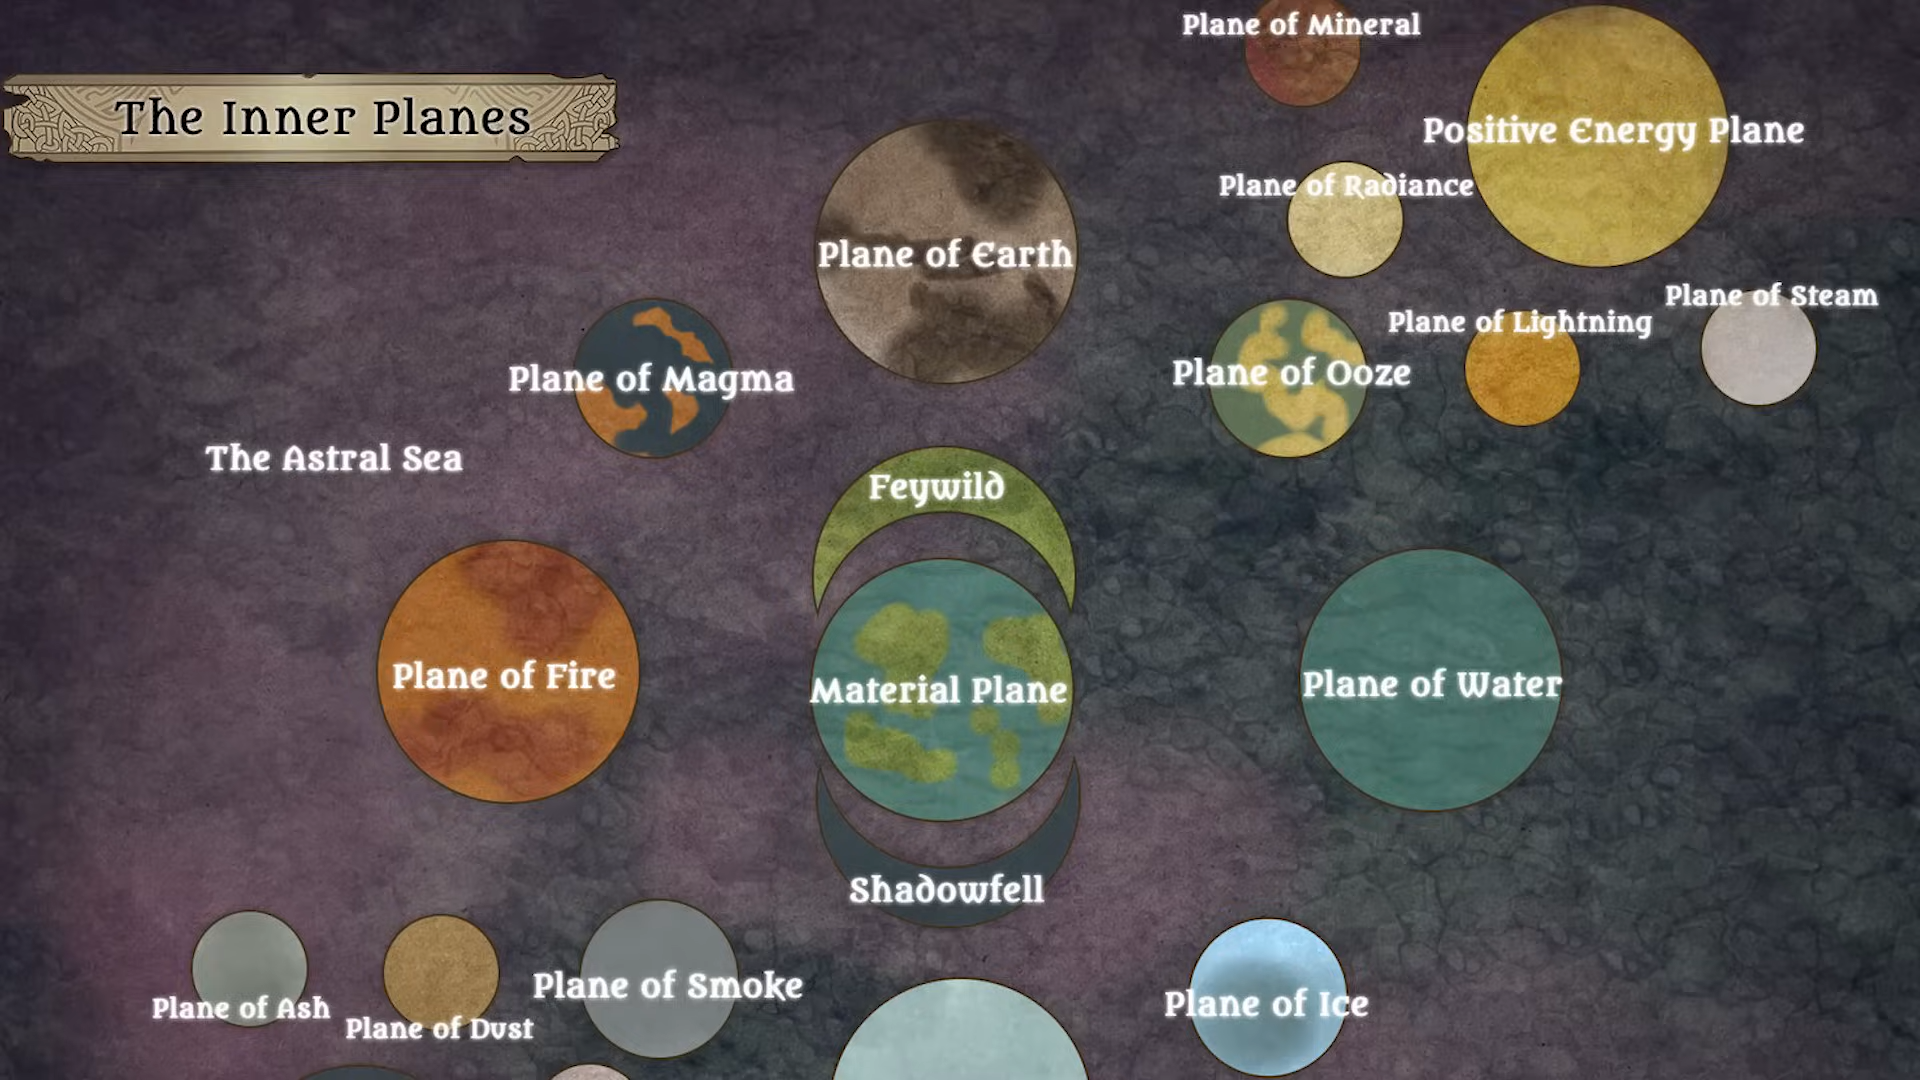 Plane of Mineral
The Inner Planes
Positive Energy Plane
Plane of Radiance
Plane of Earth
Plane of Steam
Plane of Lightning
Plane of Magma
Plane of Ooze
The Astral Sea
Feywild
Plane of Fire
Material Plane
Plane of Water
Shadowfell
Plane of Smoke
Plane of Ice
Plane of Ash
Plane of Dust